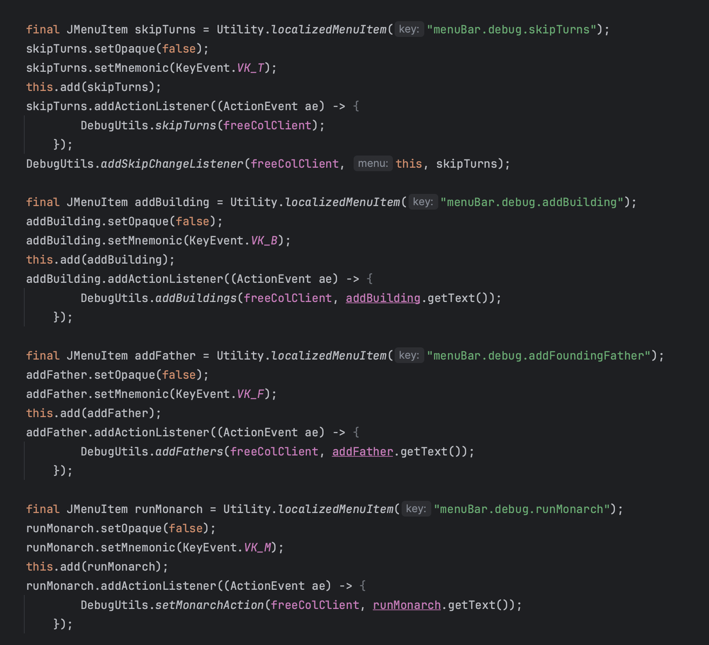 final JMenuItem skipTurns = Utility.localizedMenuItem( key: "menuBar.debug.skipTurns");
skipTurns.setOpaque(false);
skipTurns.setMnemonic(KeyEvent.VK_T);
this.add(skipTurns);
skipTurns.addActionListener((ActionEvent ae) -> {
        DebugUtils.skipTurns(freeColClient);
    });
DebugUtils.addSkipChangeListener(freeColClient, menu: this, skipTurns);

final JMenuItem addBuilding = Utility.localizedMenuItem( key: "menuBar.debug.addBuilding");
addBuilding.setOpaque(false);
addBuilding.setMnemonic(KeyEvent.VK_B);
this.add(addBuilding);
addBuilding.addActionListener((ActionEvent ae) -> {
        DebugUtils.addBuildings(freeColClient, addBuilding.getText());
    });

final JMenuItem addFather = Utility.localizedMenuItem( key: "menuBar.debug.addFoundingFather");
addFather.setOpaque(false);
addFather.setMnemonic(KeyEvent.VK_F);
this.add(addFather);
addFather.addActionListener((ActionEvent ae) -> {
        DebugUtils.addFathers(freeColClient, addFather.getText());
    });

final JMenuItem runMonarch = Utility.localizedMenuItem( key: "menuBar.debug.runMonarch");
runMonarch.setOpaque(false);
runMonarch.setMnemonic(KeyEvent.VK_M);
this.add(runMonarch);
runMonarch.addActionListener((ActionEvent ae) -> {
        DebugUtils.setMonarchAction(freeColClient, runMonarch.getText());
    });